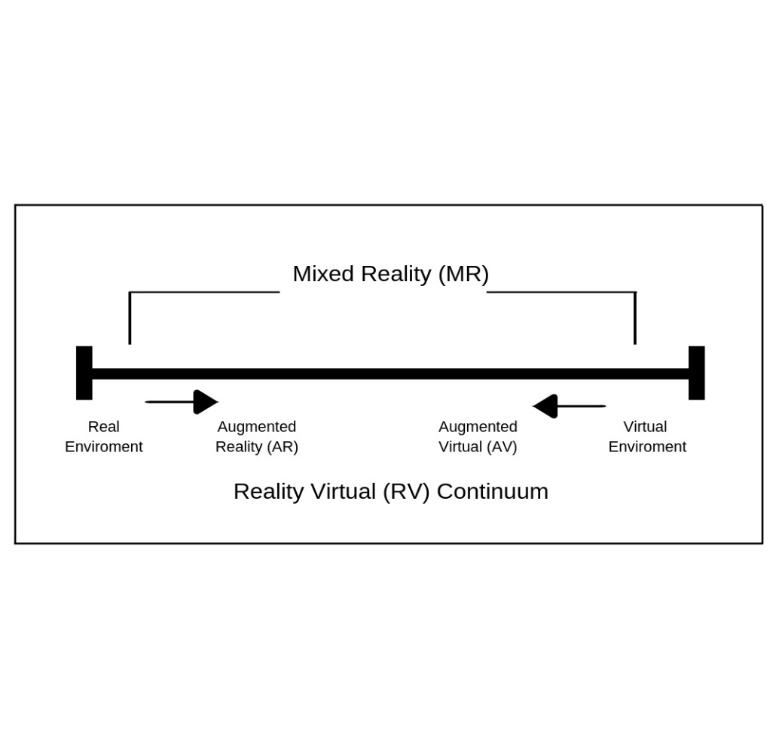 Mixed Reality (MR)
Real
Enviroment
Augmented
Reality (AR)
Augmented
Virtual (AV)
Virtual
Enviroment
Reality Virtual (RV) Continuum